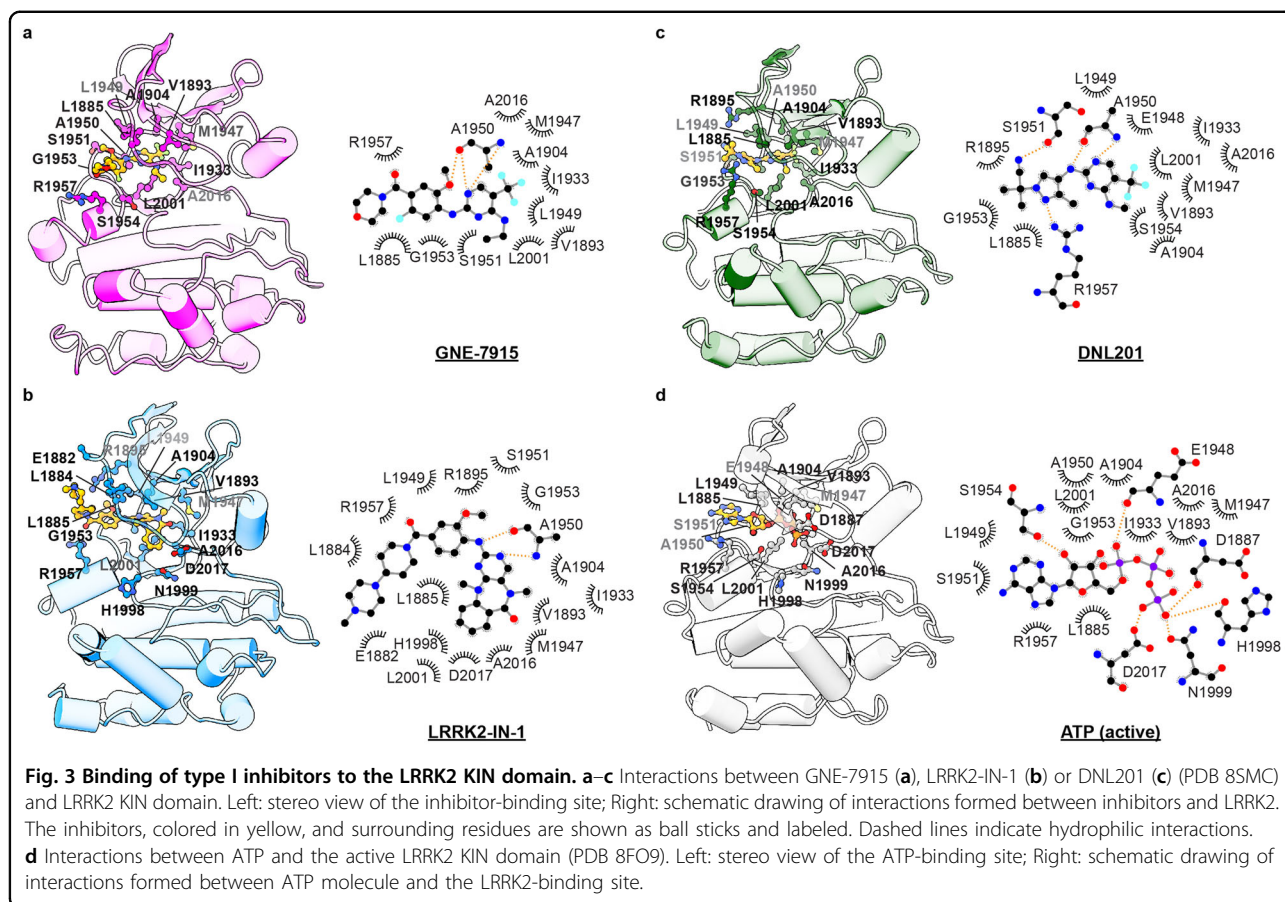 a
L1949
V1893
A1904
L1885
A1950
M1947
S1951
G1953
I1933
R1957
A2016
L2001
S1954
A2016
A1950
M1947
R1957
A1904
I1933
L1949
V1893
L1885
G1953
S1951
L2001
GNE-7915
c
A1950
R1895
A1904
L1949
V1893
L1885
M1947
S1951
I1933
G1953
L2001
A2016
R1957
S1954
L1949
A1950
S1951
E1948
I1933
R1895
L2001
A2016
M1947
G1953
V1893
S1954
L1885
A1904
R1957
DNL201
b
L1949
E1882
R1895
A1904
L1884
V1893
M1947
L1885
I1933
G1953
A2016
R1957
L2001
D2017
N1999
H1998
S1951
L1949
R1895
R1957
G1953
A1950
L1884
A1904
L1885
I1933
V1893
M1947
E1882
H1998
A2016
L2001
D2017
LRRK2-IN-1
d
E1948
A1904
V1893
L1949
M1947
L1885
D1887
S1951
A1950
D2017
R1957
A2016
S1954
L2001
N1999
H1998
E1948
A1950
A1904
S1954
L2001
A2016
M1947
G1953
I1933
V1893
D1887
L1949
S1951
L1885
R1957
H1998
D2017
N1999
ATP (active)
Fig. 3 Binding of type I inhibitors to the LRRK2 KIN domain. a–c Interactions between GNE-7915 (a), LRRK2-IN-1 (b) or DNL201 (c) (PDB 8SMC)
and LRRK2 KIN domain. Left: stereo view of the inhibitor-binding site; Right: schematic drawing of interactions formed between inhibitors and LRRK2.
The inhibitors, colored in yellow, and surrounding residues are shown as ball sticks and labeled. Dashed lines indicate hydrophilic interactions.
d Interactions between ATP and the active LRRK2 KIN domain (PDB 8FO9). Left: stereo view of the ATP-binding site; Right: schematic drawing of
interactions formed between ATP molecule and the LRRK2-binding site.